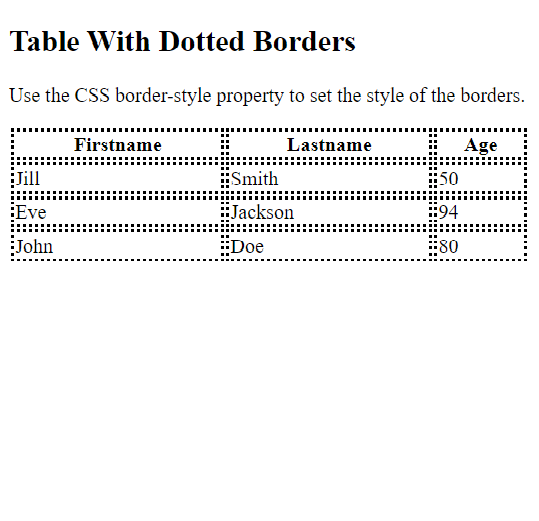 Table With Dotted Borders
Use the CSS border-style property to set the style of the borders.
Firstname Lastname Age
Jill Smith 50
Eve Jackson 94
John Doe 80